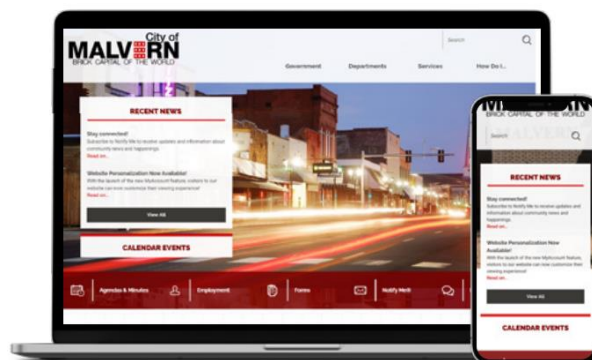 City of
MALVERN
BRICK CAPITAL OF THE WORLD
Search
Government Departments Services How Do I...
RECENT NEWS
Stay connected!
Subscribe to Notify Me to receive updates and information about
community news and happenings.
Read on...
Website Personalization Now Available!
With the launch of the new MyAccount feature, visitors to our
website can now customize their viewing experience!
Read on...
View All
CALENDAR EVENTS
Agendas & Minutes Employment Forms Notify Me®
MALVERN
BRICK CAPITAL OF THE WORLD
Search
RECENT NEWS
Stay connected!
Subscribe to Notify Me to receive updates and
information about community news and
happenings.
Read on...
Website Personalization Now
Available!
With the launch of the new MyAccount feature,
visitors to our website can now customize their
viewing experience!
Read on...
View All
CALENDAR EVENTS